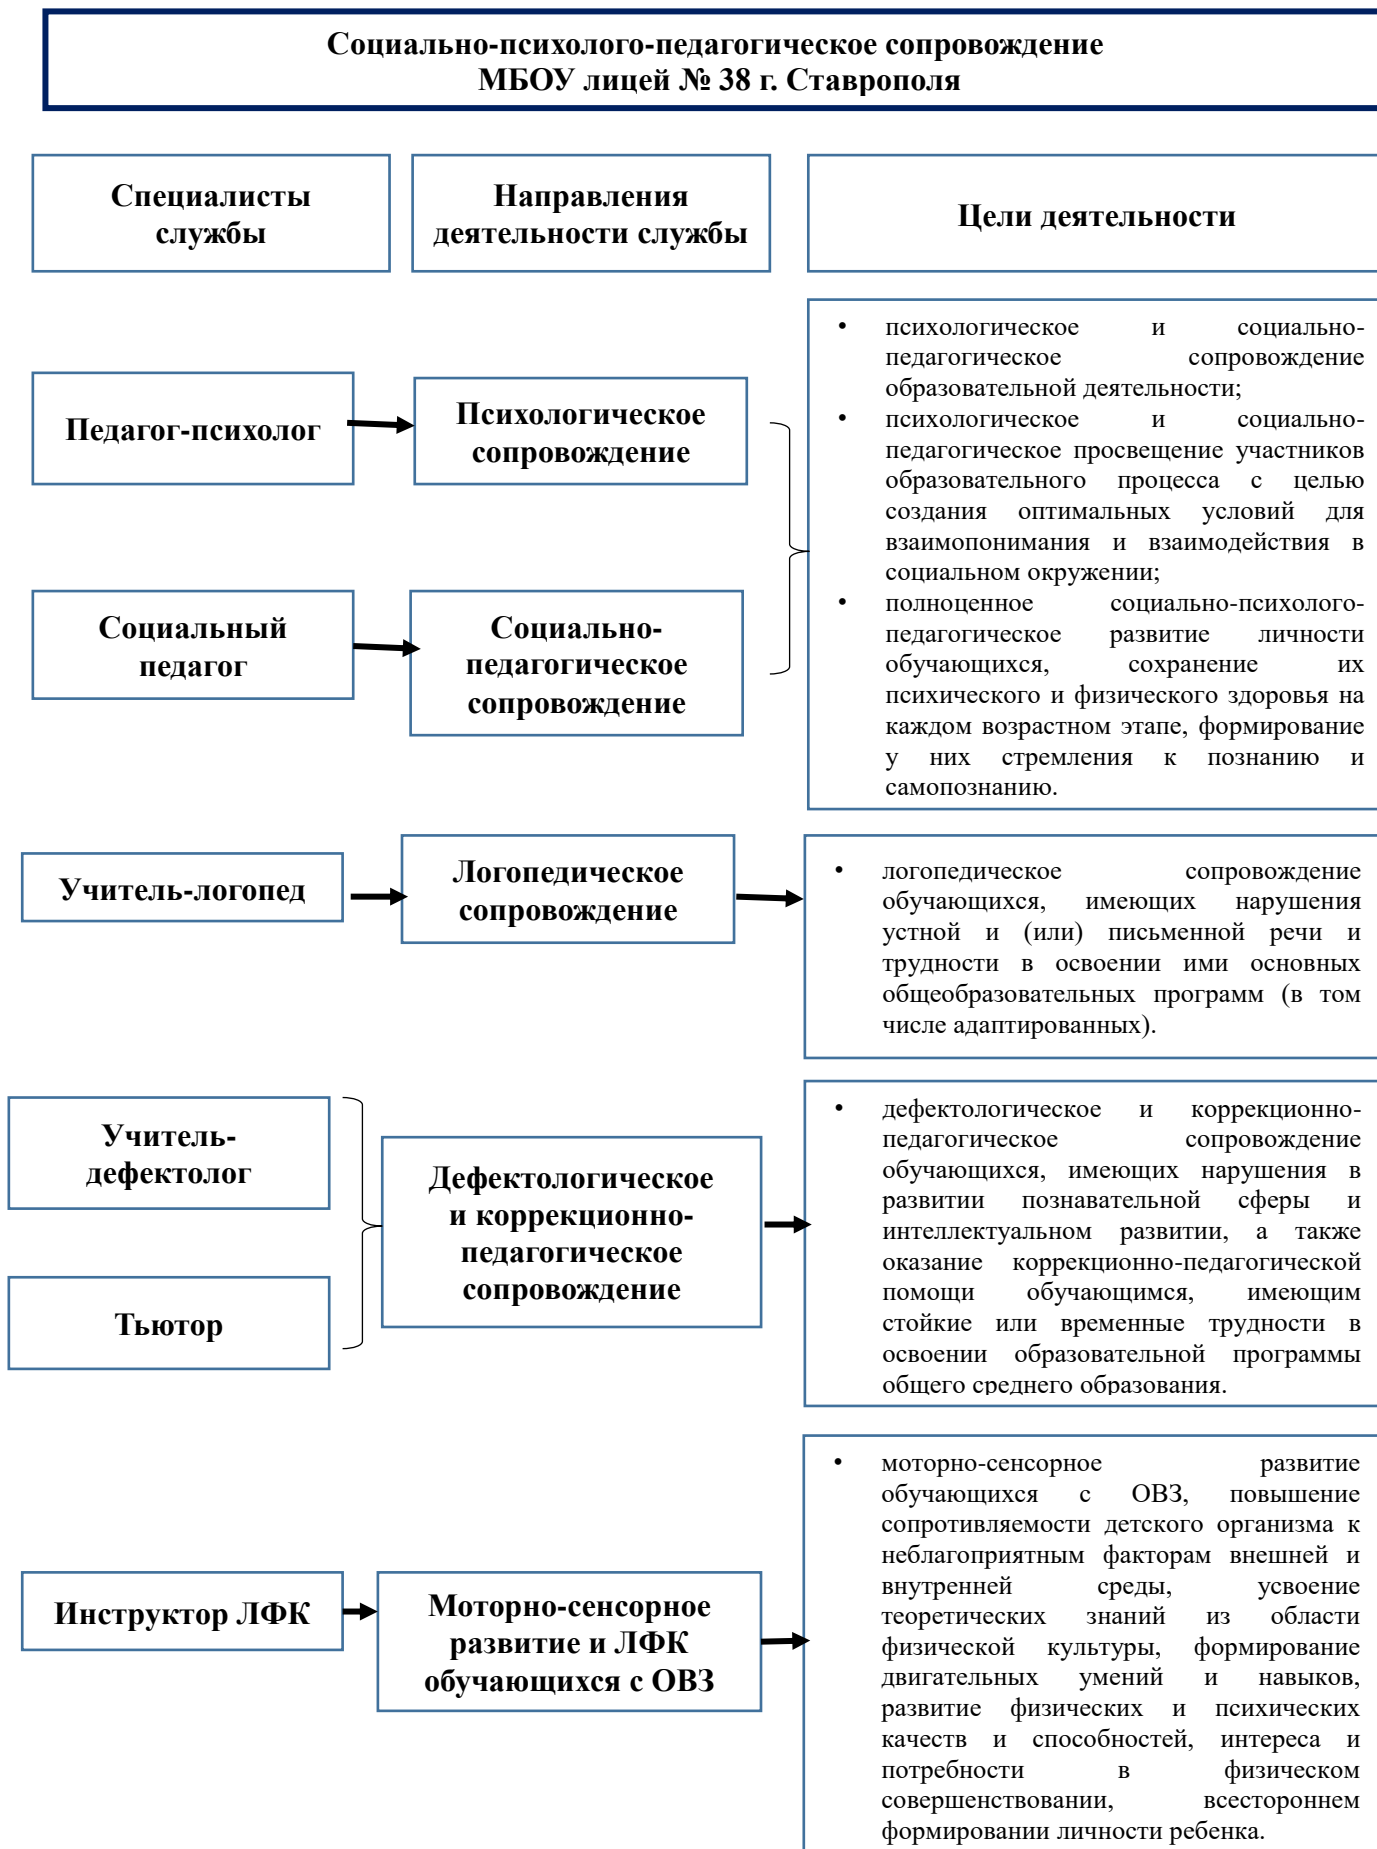 Социально-психолого-педагогическое сопровождение
МБОУ лицей № 38 г. Ставрополя
Специалисты
службы
Направления
деятельности службы
Цели деятельности
Педагог-психолог
Психологическое
сопровождение
Социальный
педагог
Социально-
педагогическое
сопровождение
• психологическое и социально-
педагогическое сопровождение
образовательной деятельности;
• психологическое и социально-
педагогическое просвещение участников
образовательного процесса с целью
создания оптимальных условий для
взаимопонимания и взаимодействия в
социальном окружении;
• полноценное социально-психолого-
педагогическое развитие личности
обучающихся, сохранение их
психического и физического здоровья на
каждом возрастном этапе, формирование
у них стремления к познанию и
самопознанию.
Учитель-логопед
Логопедическое
сопровождение
• логопедическое сопровождение
обучающихся, имеющих нарушения
устной и (или) письменной речи и
трудности в освоении ими основных
общеобразовательных программ (в том
числе адаптированных).
Учитель-
дефектолог
Тьютор
Дефектологическое
и коррекционно-
педагогическое
сопровождение
• дефектологическое и коррекционно-
педагогическое сопровождение
обучающихся, имеющих нарушения в
развитии познавательной сферы и
интеллектуальном развитии, а также
оказание коррекционно-педагогической
помощи обучающимся, имеющим
стойкие или временные трудности в
освоении образовательной программы
общего среднего образования.
Инструктор ЛФК
Моторно-сенсорное
развитие и ЛФК
обучающихся с ОВЗ
• моторно-сенсорное развитие
обучающихся с ОВЗ, повышение
сопротивляемости детского организма к
неблагоприятным факторам внешней и
внутренней среды, усвоение
теоретических знаний из области
физической культуры, формирование
двигательных умений и навыков,
развитие физических и психических
качеств и способностей, интереса и
потребности в физическом
совершенствовании, всестороннем
формировании личности ребенка.